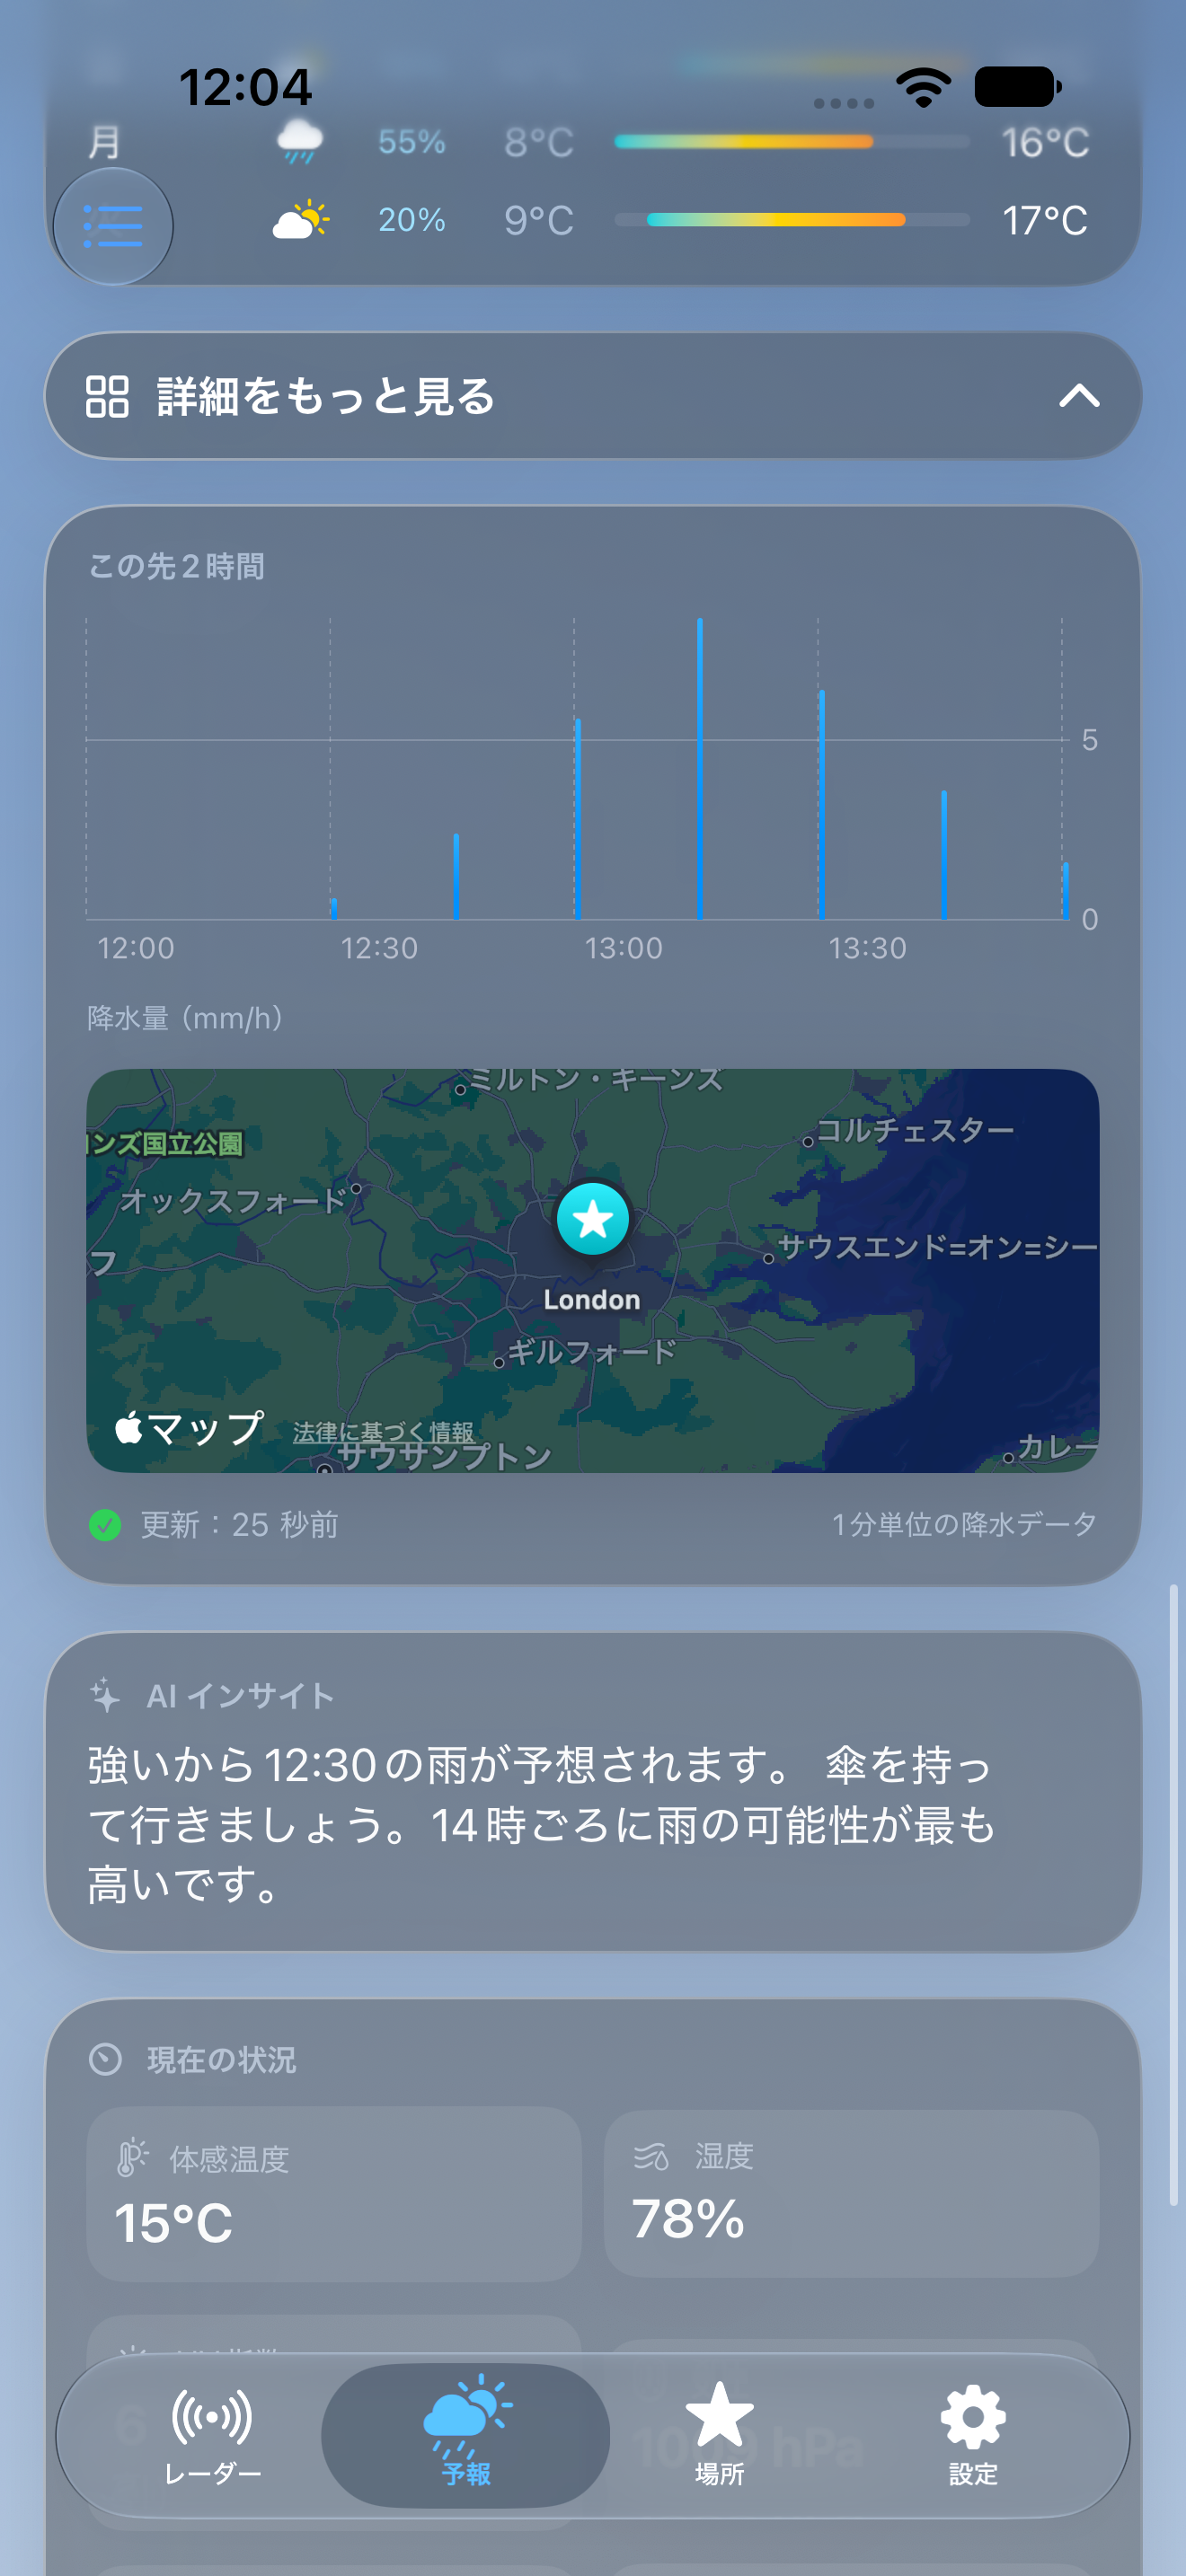 12:04
月 55% 8°C 16°C
20% 9°C 17°C
詳細をもっと見る
この先2時間
5
0
12:00 12:30 13:00 13:30
降水量（mm/h）
ミルトン・キーンズ
コルチェスター
ンズ国立公園
オックスフォード
サウスエンド=オン=シー
フ
London
ギルフォード
マップ 法律に基づく情報
サウサンプトン
カレー
更新：25 秒前 1分単位の降水データ
AI インサイト
強いから12:30の雨が予想されます。 傘を持っ
て行きましょう。14時ごろに雨の可能性が最も
高いです。
現在の状況
体感温度 湿度
15°C 78%
レーダー 予報 場所 設定